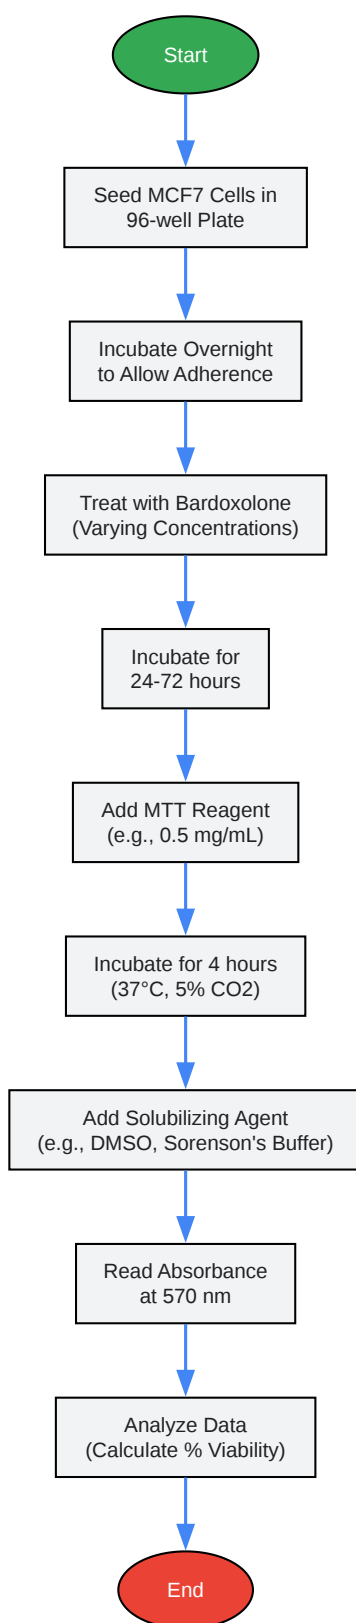 Start
Seed MCF7 Cells in
96-well Plate
Incubate Overnight
to Allow Adherence
Treat with Bardoxolone
(Varying Concentrations)
Incubate for
24-72 hours
Add MTT Reagent
(e.g., 0.5 mg/mL)
Incubate for 4 hours
(37°C, 5% CO2)
Add Solubilizing Agent
(e.g., DMSO, Sorenson's Buffer)
Read Absorbance
at 570 nm
Analyze Data
(Calculate % Viability)
End